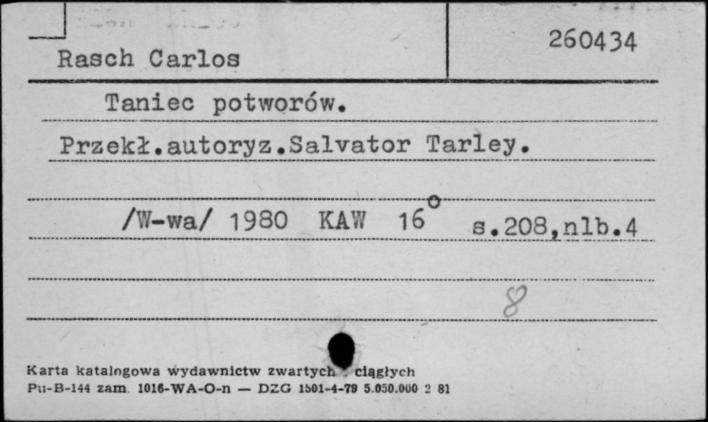 260434
Rasch Carlos
Taniec potworów.
Przekł.autoryz.Salvator Tarley.
/W-wa/ 1980 KAW 16° s.208,nlb.4
8
Karta katalogowa wydawnictw zwartych ciągłych
Pu-B-144 zam. 1016-WA-O-n — DZG 1501-4-79 5.050.000 2 81